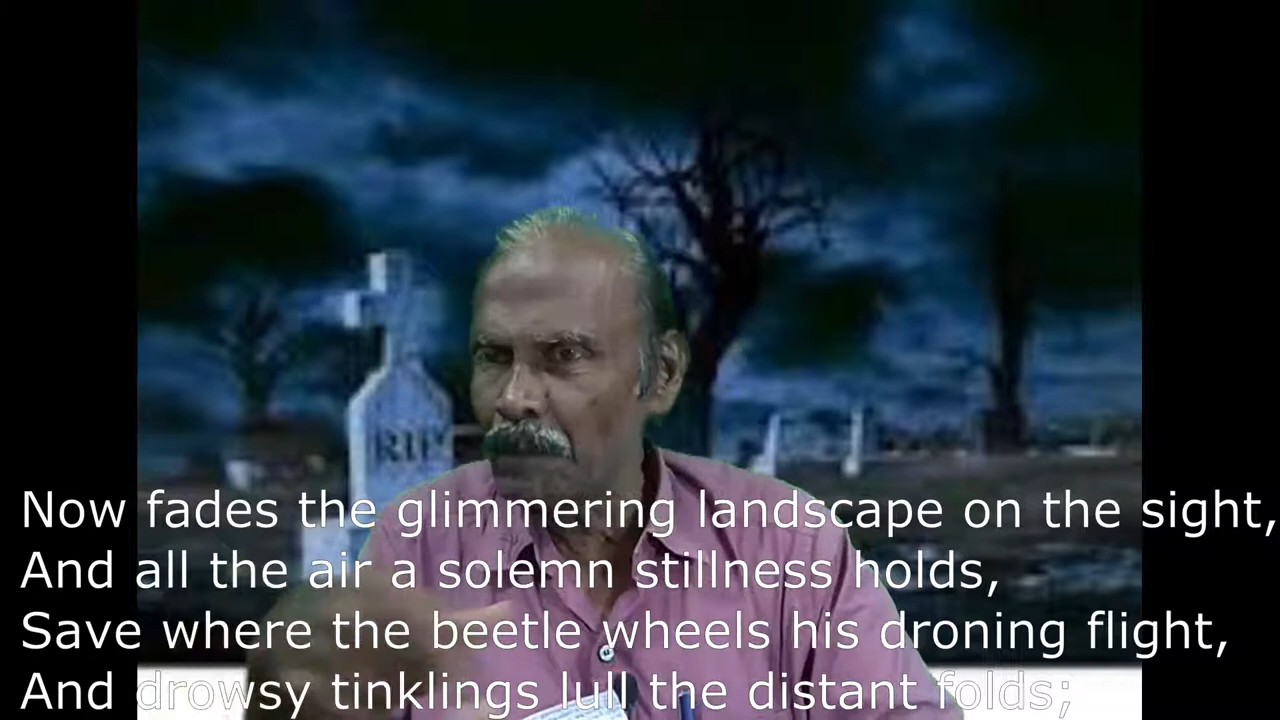 RIP
Now fades the glimmering landscape on the sight,
And all the air a solemn stillness holds,
Save where the beetle wheels his droning flight,
And drowsy tinklings lull the distant folds;